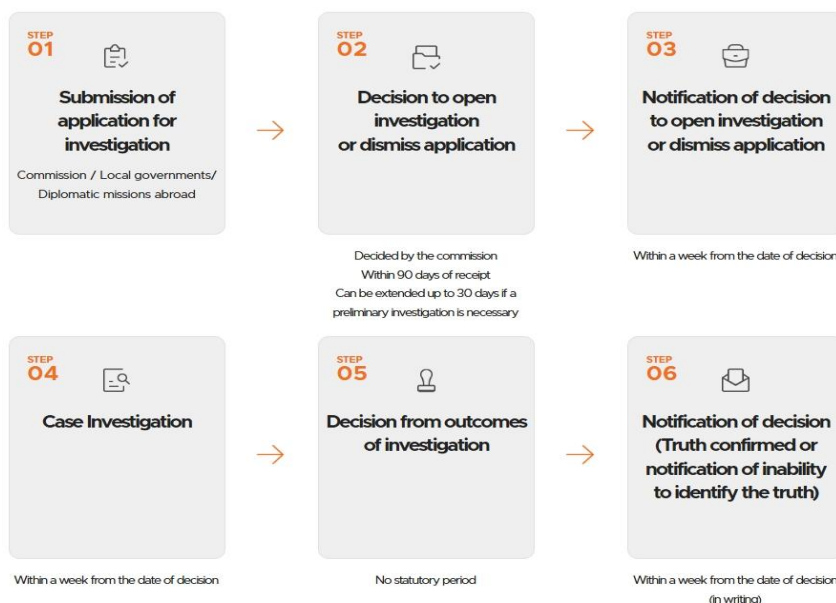 STEP
01
Submission of
application for
investigation
Commission / Local governments/
Diplomatic missions abroad
STEP
02
Decision to open
investigation
or dismiss application
Decided by the commission
Within 90 days of receipt
Can be extended up to 30 days if a
preliminary investigation is necessary
STEP
03
Notification of decision
to open investigation
or dismiss application
Within a week from the date of decision
STEP
04
Case Investigation
Within a week from the date of decision
STEP
05
Decision from outcomes
of investigation
No statutory period
STEP
06
Notification of decision
(Truth confirmed or
notification of inability
to identify the truth)
Within a week from the date of decision
(in writing)